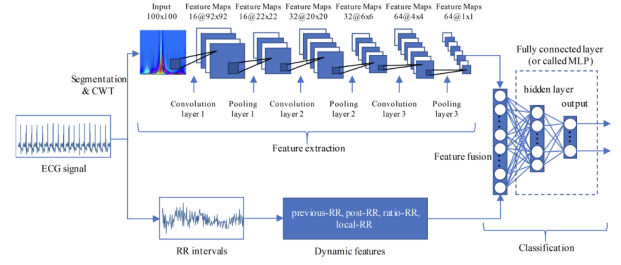 Input
100x100
Feature Maps
16@92x92
Feature Maps
16@22x22
Feature Maps
32@20x20
Feature Maps
32@6x6
Feature Maps
64@4x4
Feature Maps
64@1x1
Fully connected layer
(or called MLP)
Segmentation
& CWT
hidden layer
output
Convolution
layer 1
Pooling
layer 1
Convolution
layer 2
Pooling
layer 2
Convolution
layer 3
Pooling
layer 3
Feature extraction
Feature fusion
ECG signal
previous-RR, post-RR, ratio-RR,
local-RR
RR intervals
Dynamic features
Classification